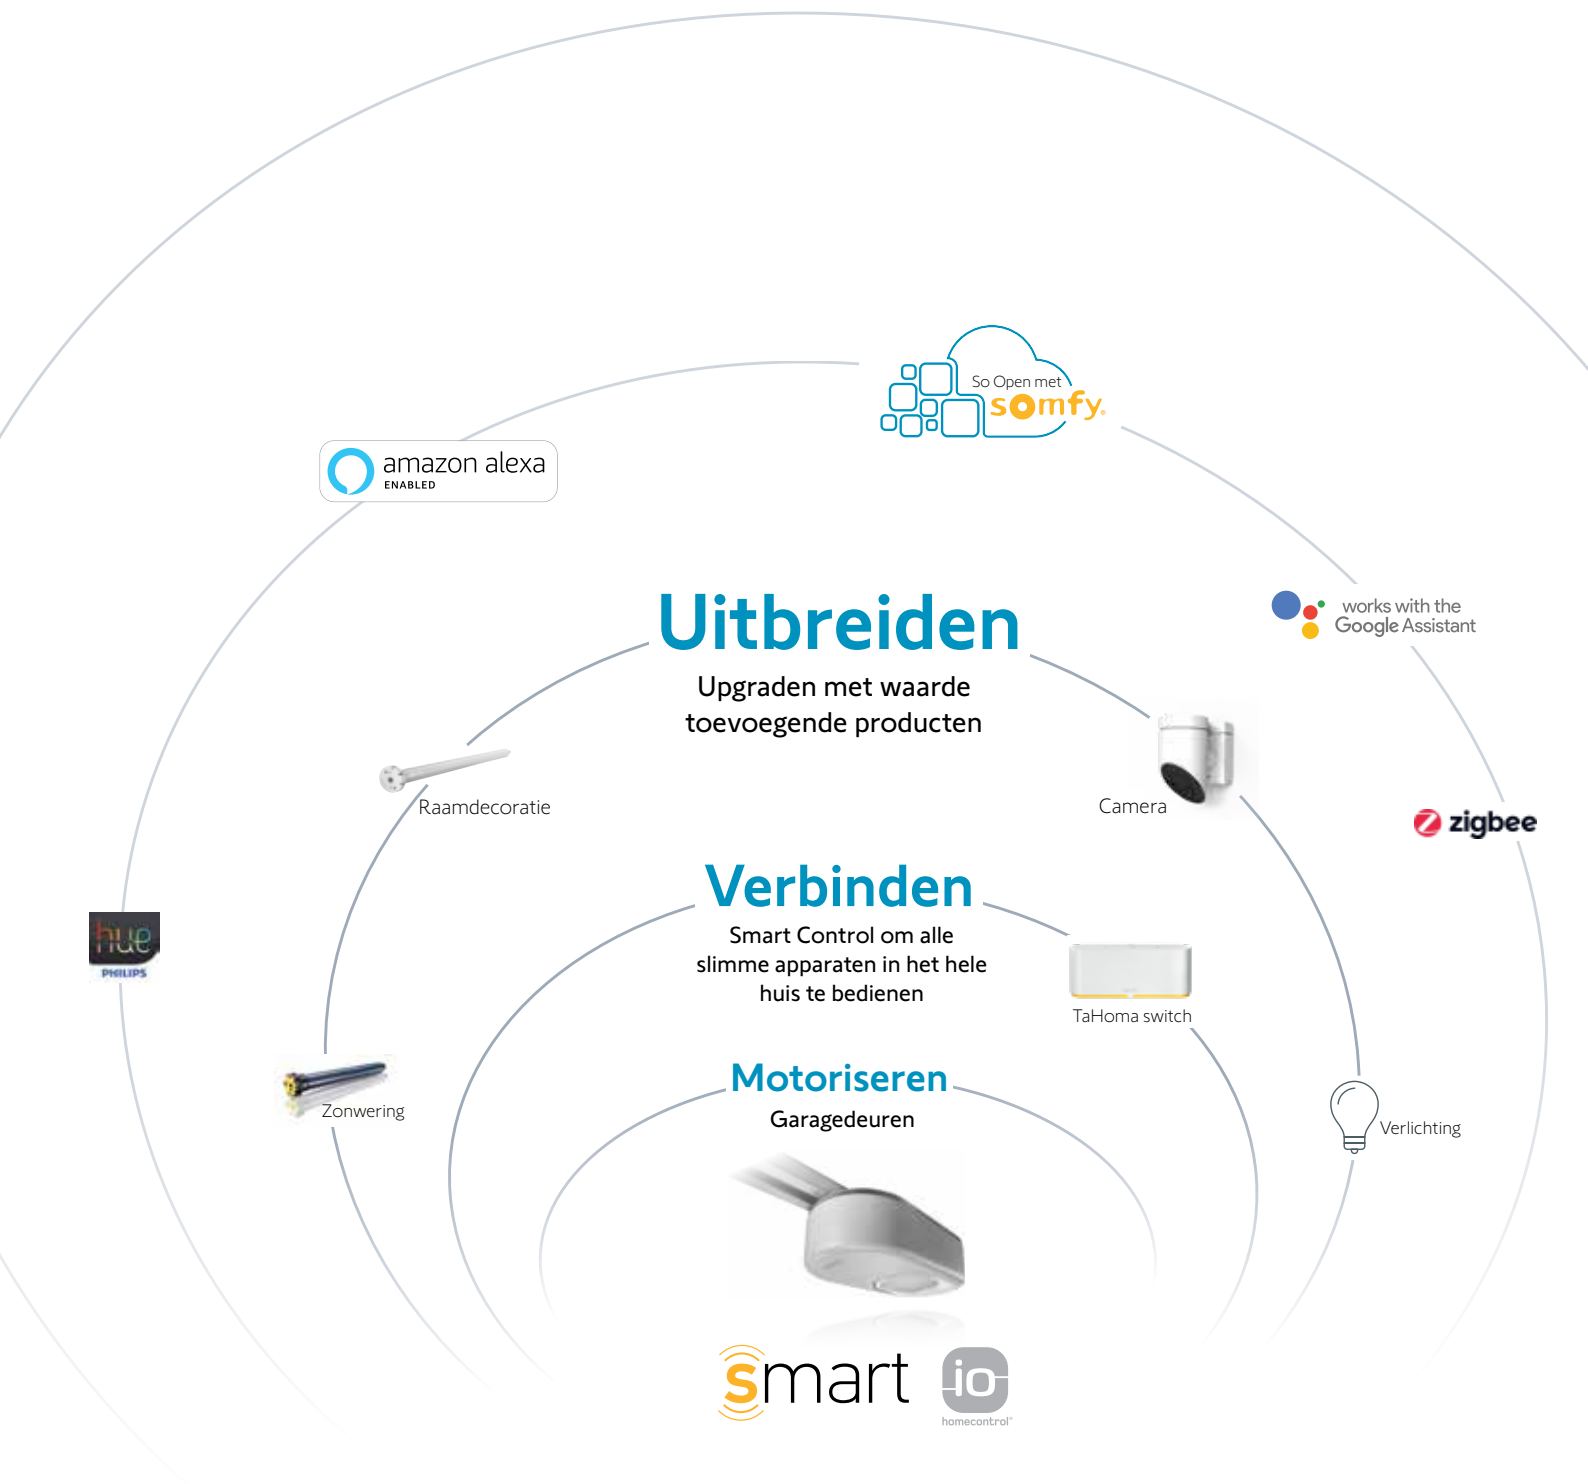 So Open met
somfy.
amazon alexa
ENABLED
Uitbreiden
works with the
Google Assistant
Upgraden met waarde
toevoegende producten
Raamdecoratie
Camera
zigbee
Verbinden
Smart Control om alle
slimme apparaten in het hele
huis te bedienen
hue
PHILIPS
TaHoma switch
Motoriseren
Garagedeuren
Zonwering
Verlichting
smart
io
homecontrol®